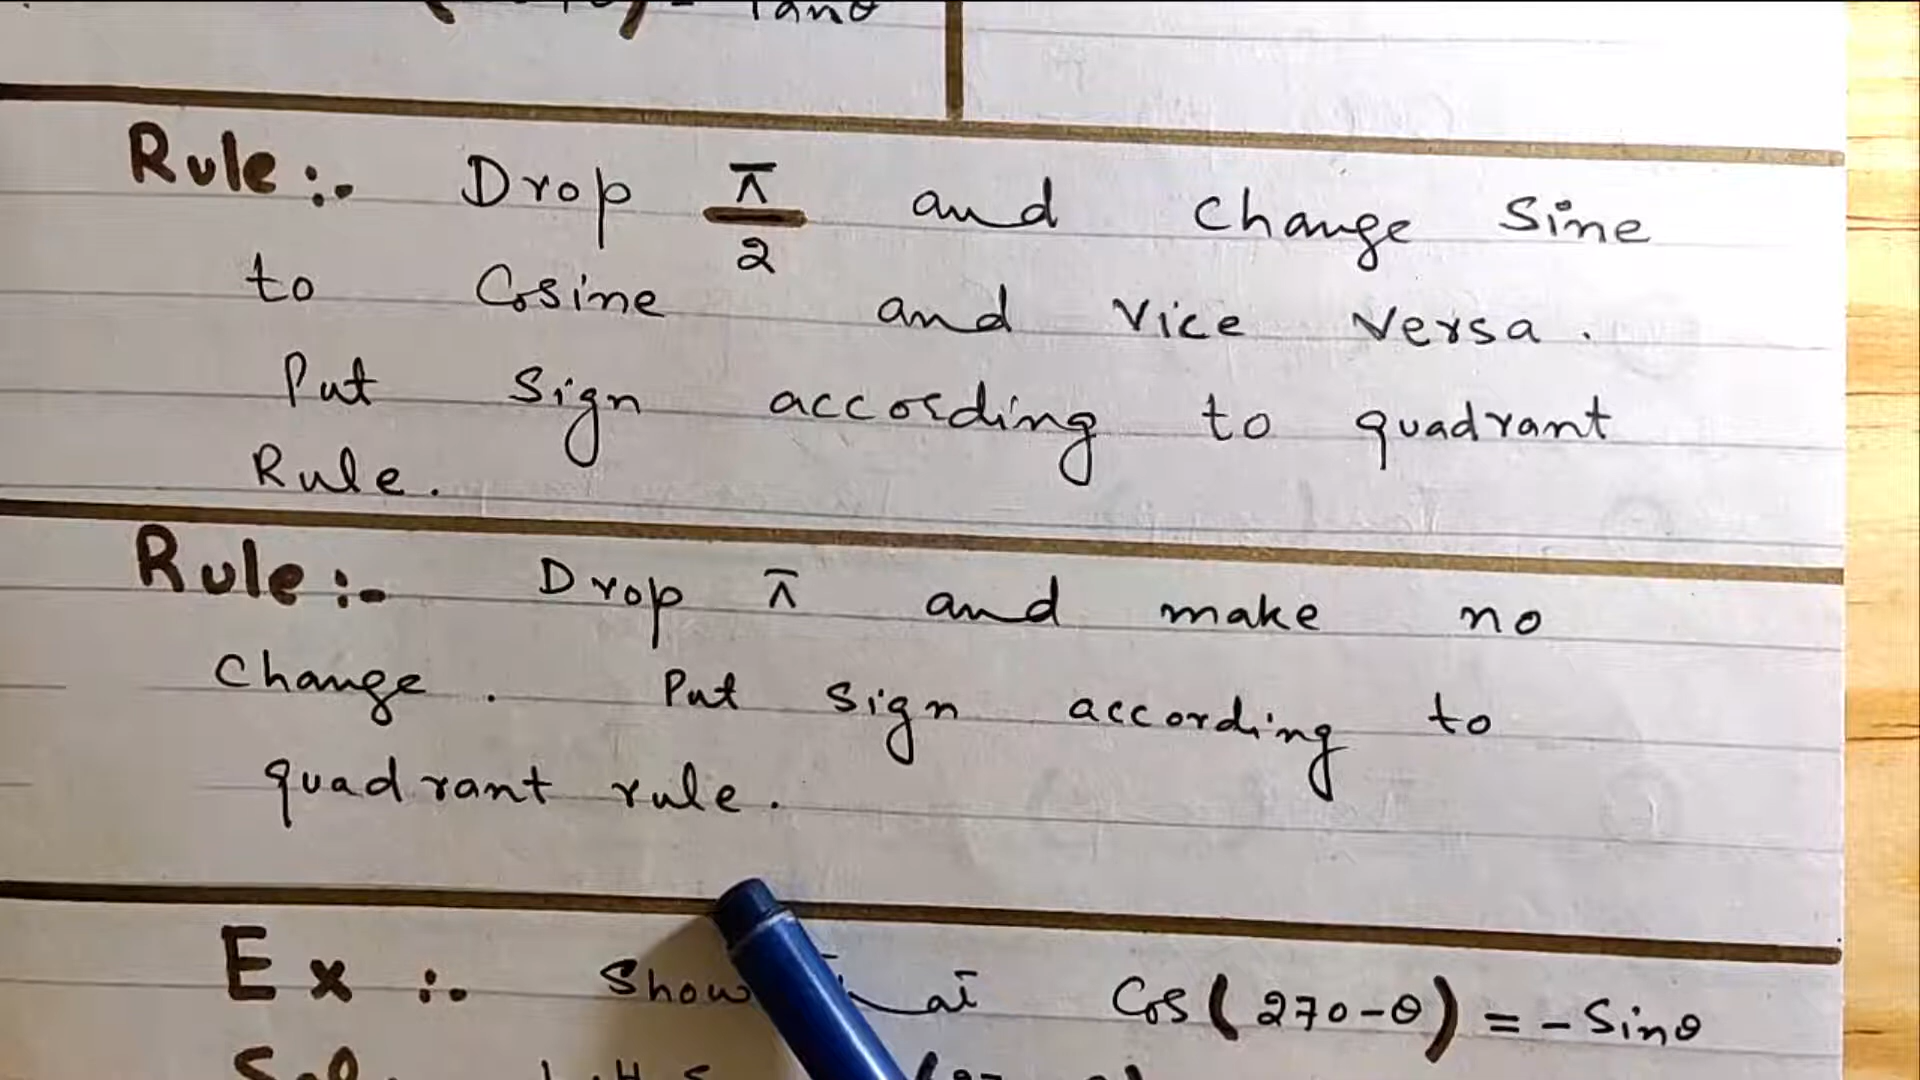 Tanθ
Rule:- Drop π/2 and Change Sine
to Cosine and Vice Versa.
Put Sign according to quadrant
Rule.
Rule:- Drop π and make no
Change. Put Sign according to
quadrant rule.
Ex:- Show Cos(270-θ)=-Sinθ